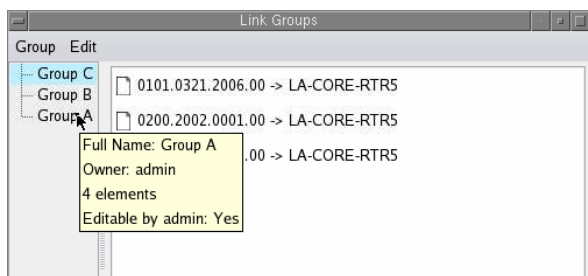 Link Groups
Group Edit
Group C
Group B
Group A
0101.0321.2006.00 -> LA-CORE-RTR5
0200.2002.0001.00 -> LA-CORE-RTR5
.00 -> LA-CORE-RTR5
Full Name: Group A
Owner: admin
4 elements
Editable by admin: Yes